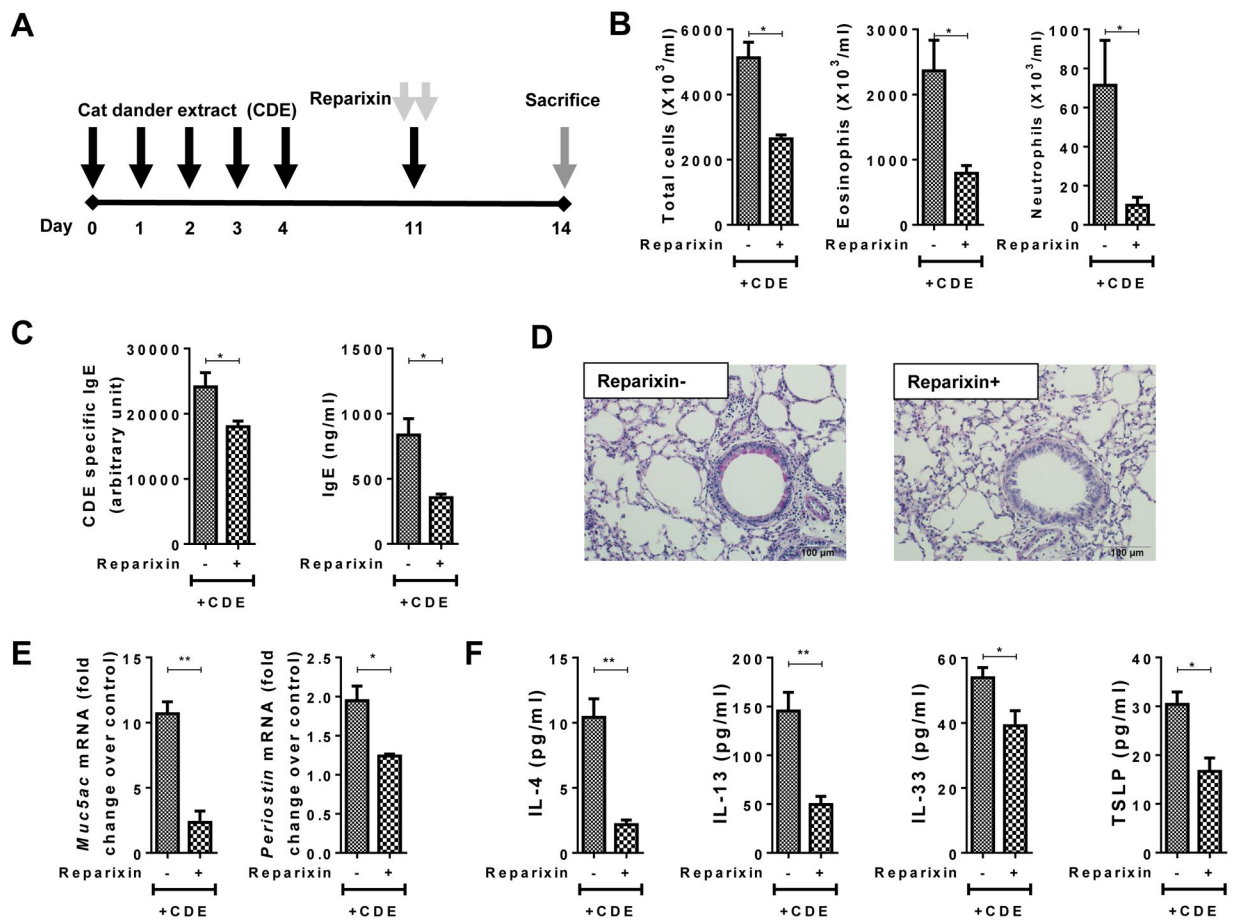 A
Cat dander extract (CDE)
Reparixin
Sacrifice
Day
0 1 2 3 4 11 14
B
Total cells (X10³/ml)
6000
4000
2000
0
*
Reparixin - +
+CDE
Eosinophis (X10³/ml)
3000
2000
1000
0
*
Reparixin - +
+CDE
Neutrophils (X10³/ml)
100
80
60
40
20
0
*
Reparixin - +
+CDE
C
CDE specific IgE
(arbitrary unit)
30000
20000
10000
0
*
Reparixin - +
+CDE
IgE (ng/ml)
1500
1000
500
0
*
Reparixin - +
+CDE
D
Reparixin-
100 µm
Reparixin+
100 µm
E
Muc5ac mRNA (fold
change over control)
15
10
5
0
**
Reparixin - +
+CDE
Periostin mRNA (fold
change over control)
2.5
2.0
1.5
1.0
0.5
0.0
*
Reparixin - +
+CDE
F
IL-4 (pg/ml)
15
10
5
0
**
Reparixin - +
+CDE
IL-13 (pg/ml)
200
150
100
50
0
**
Reparixin - +
+CDE
IL-33 (pg/ml)
60
40
20
0
*
Reparixin - +
+CDE
TSLP (pg/ml)
40
30
20
10
0
*
Reparixin - +
+CDE